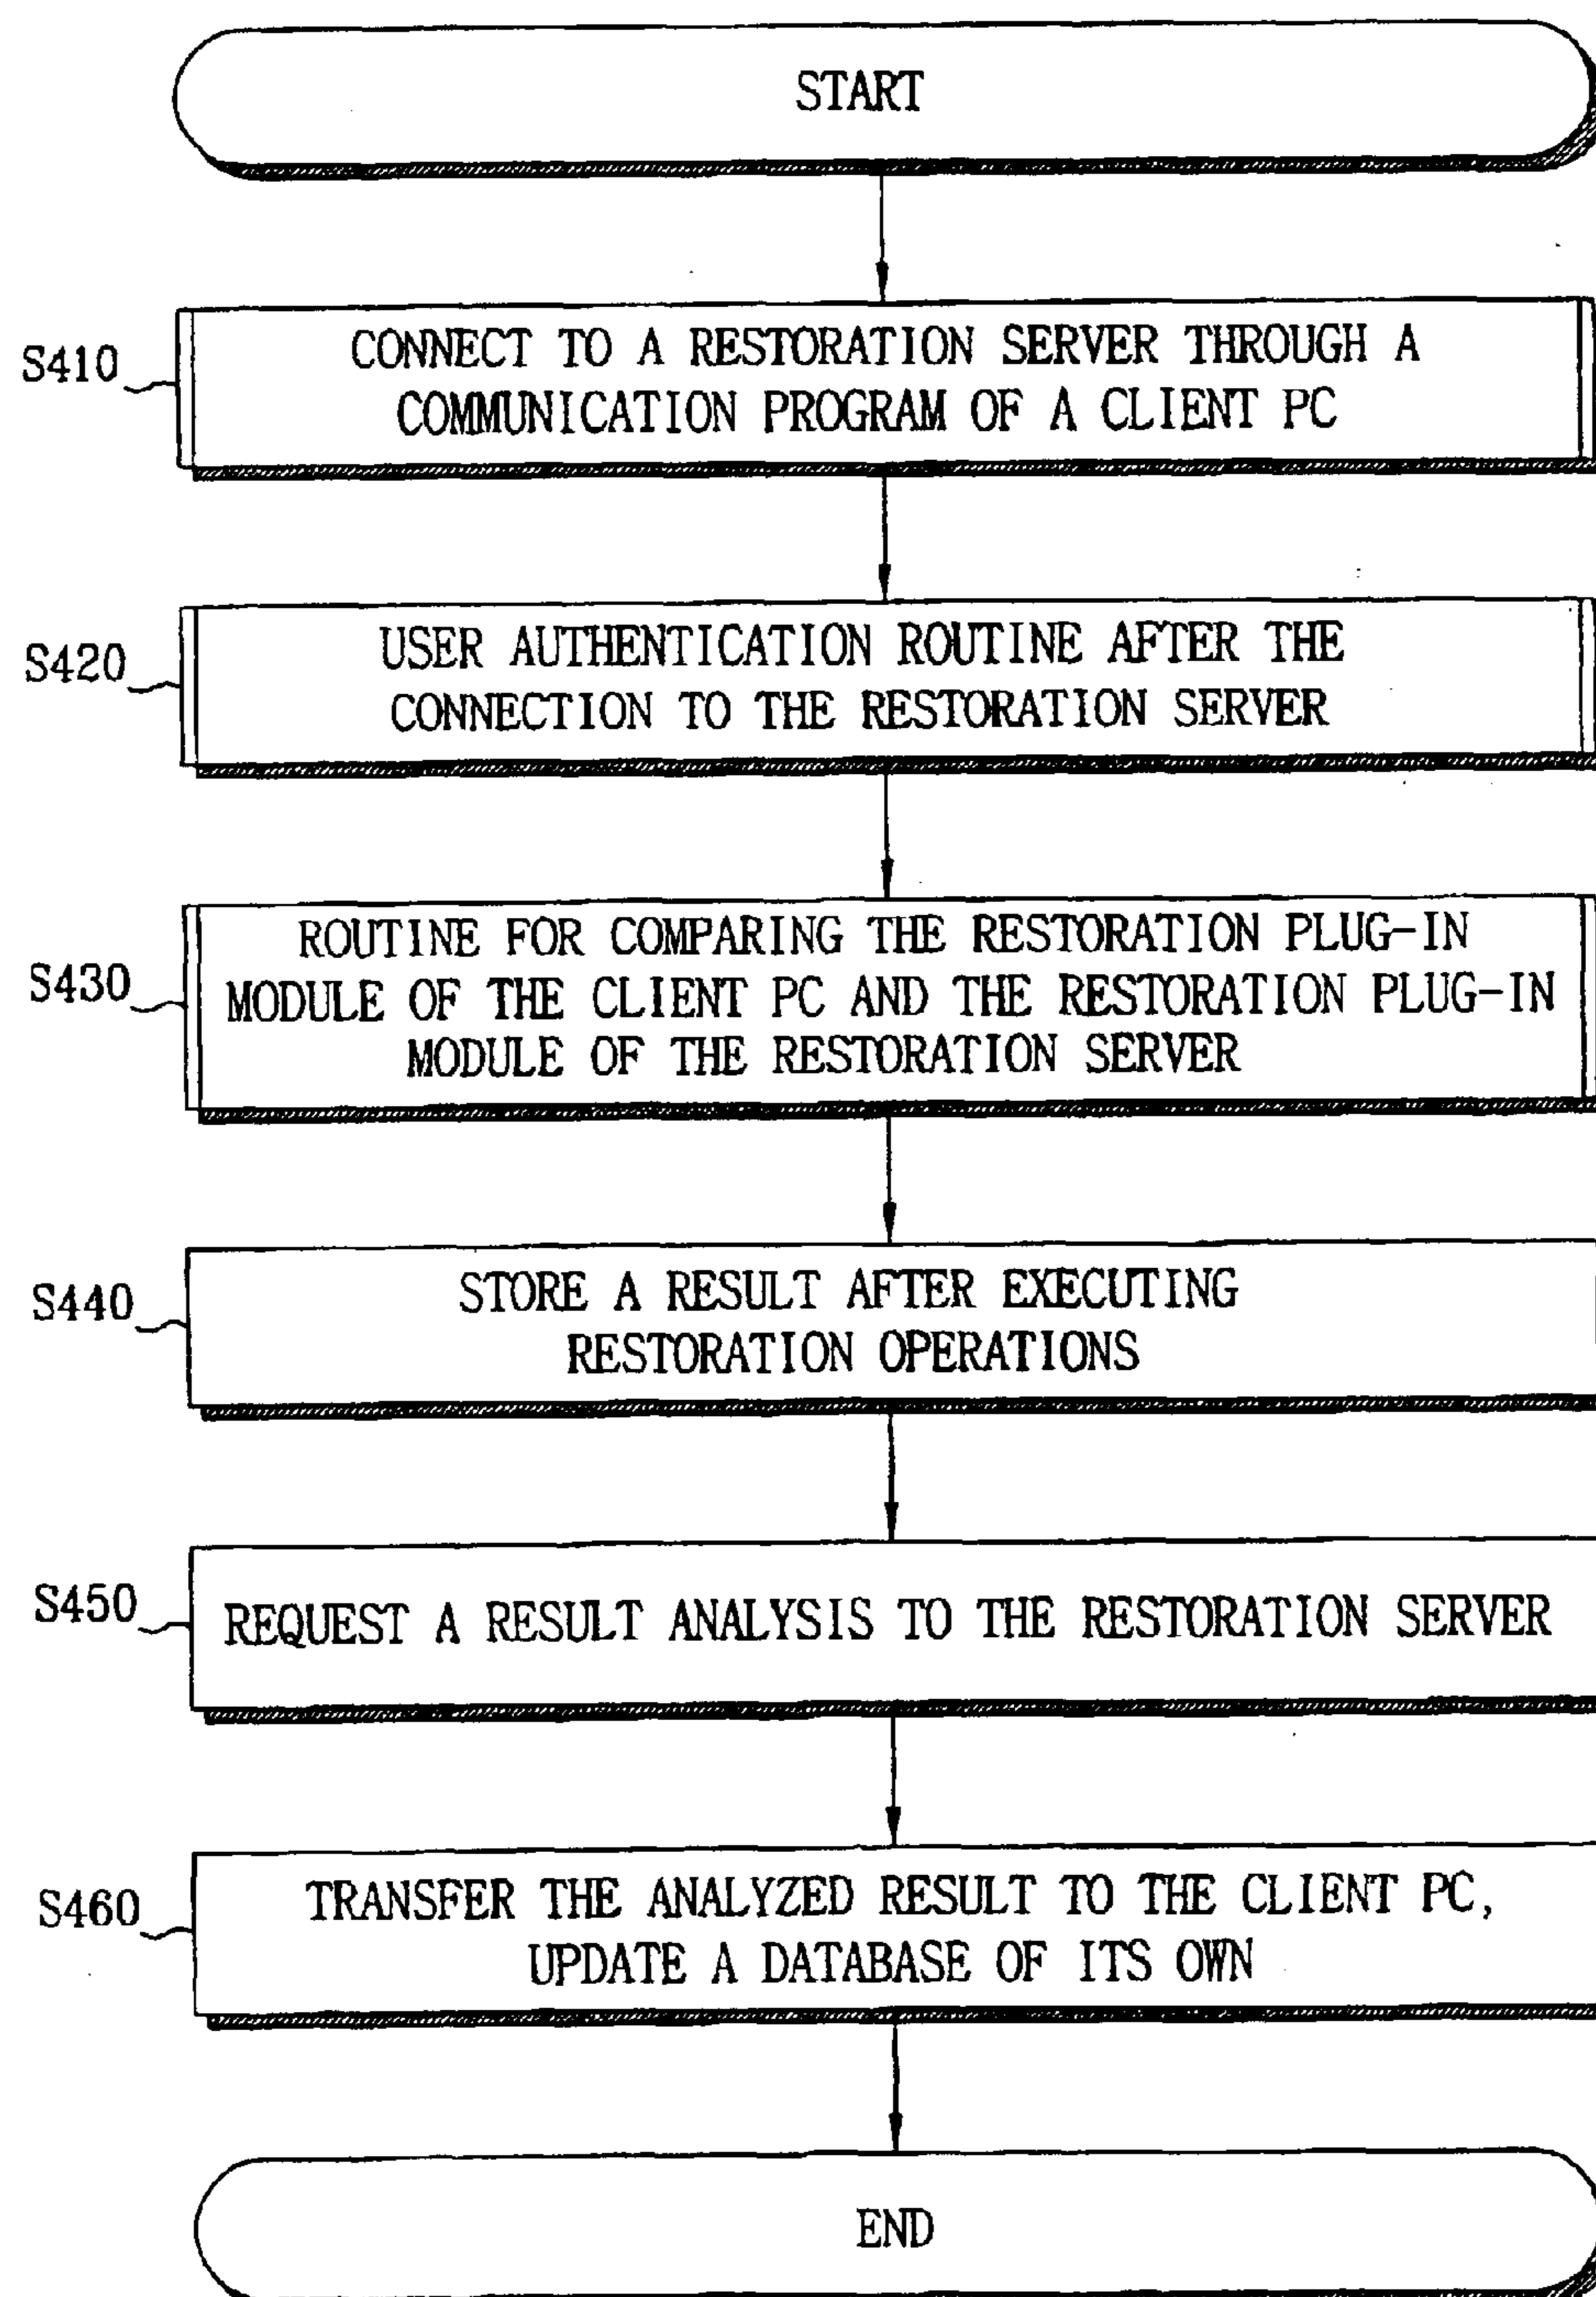 START
S410
CONNECT TO A RESTORATION SERVER THROUGH A
COMMUNICATION PROGRAM OF A CLIENT PC
S420
USER AUTHENTICATION ROUTINE AFTER THE
CONNECTION TO THE RESTORATION SERVER
S430
ROUTINE FOR COMPARING THE RESTORATION PLUG-IN
MODULE OF THE CLIENT PC AND THE RESTORATION PLUG-IN
MODULE OF THE RESTORATION SERVER
S440
STORE A RESULT AFTER EXECUTING
RESTORATION OPERATIONS
S450
REQUEST A RESULT ANALYSIS TO THE RESTORATION SERVER
S460
TRANSFER THE ANALYZED RESULT TO THE CLIENT PC,
UPDATE A DATABASE OF ITS OWN
END